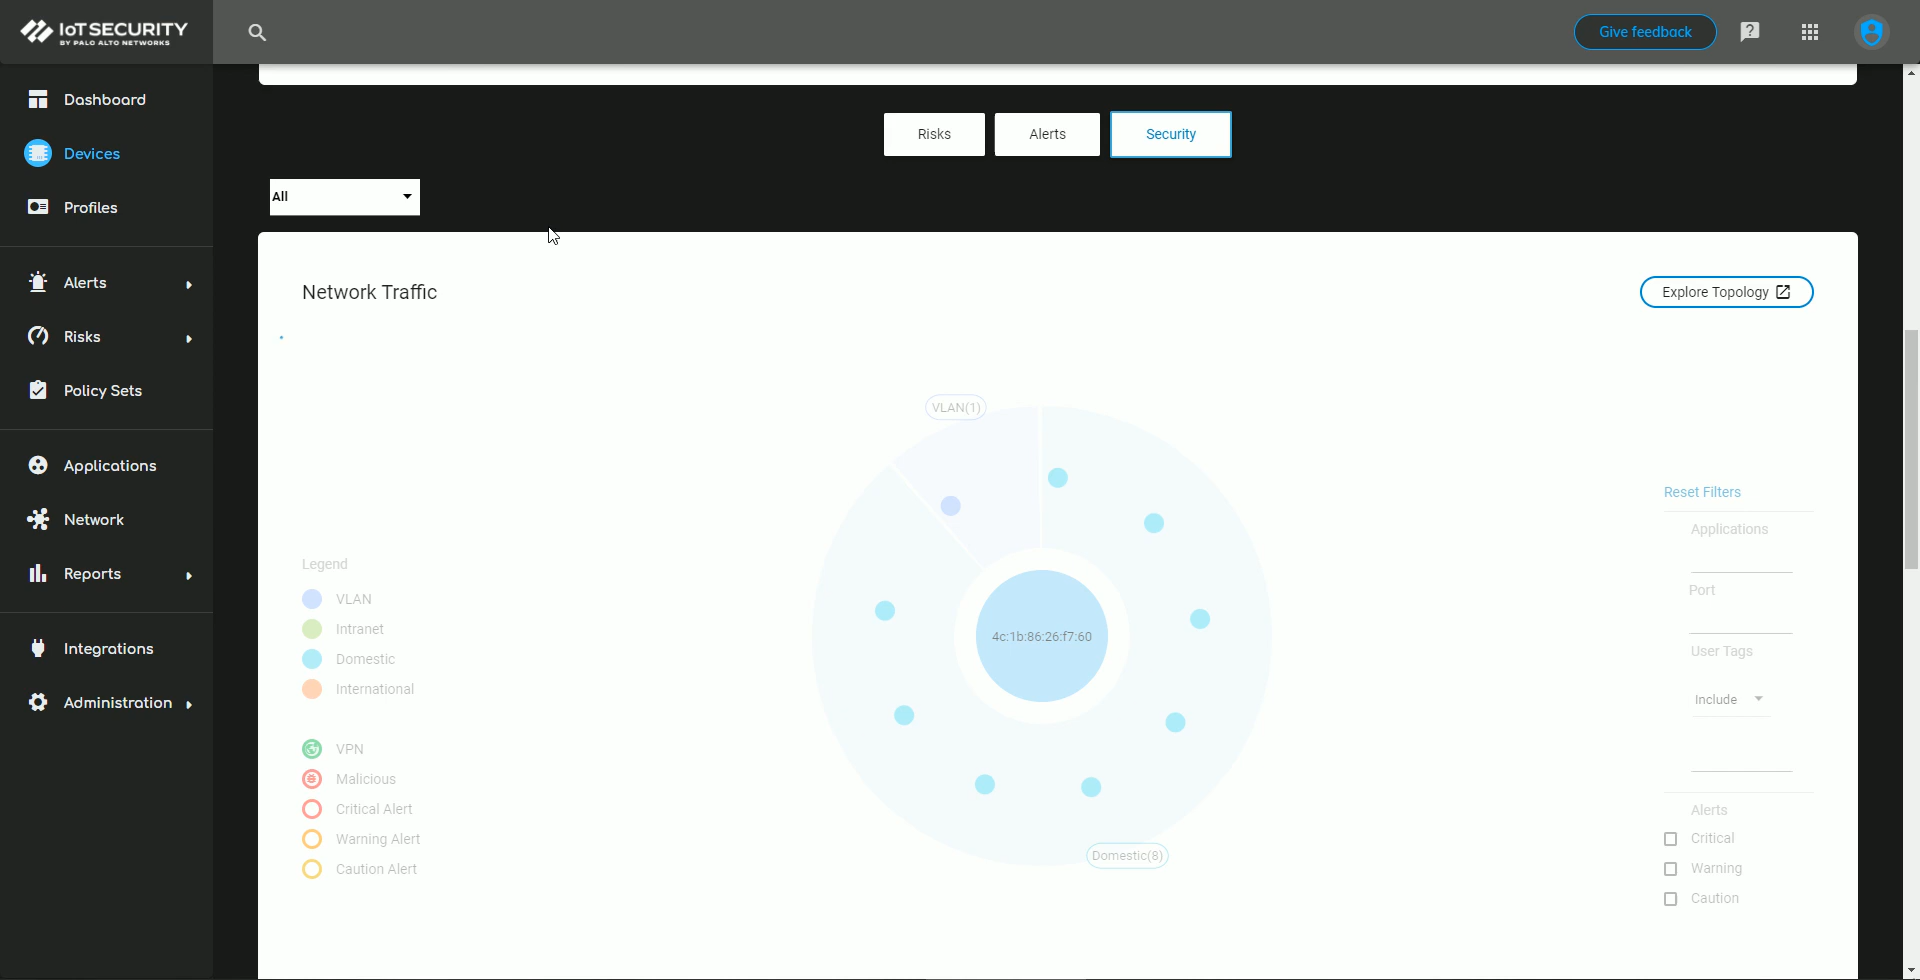 IoT SECURITY
BY PALO ALTO NETWORKS
Give feedback
Dashboard
Devices
Profiles
Alerts
Risks
Policy Sets
Applications
Network
Reports
Integrations
Administration
Risks
Alerts
Security
All
Network Traffic
Explore Topology
VLAN(1)
4c:1b:86:26:f7:60
Domestic(8)
Legend
VLAN
Intranet
Domestic
International
VPN
Malicious
Critical Alert
Warning Alert
Caution Alert
Reset Filters
Applications
Port
User Tags
Include
Alerts
Critical
Warning
Caution